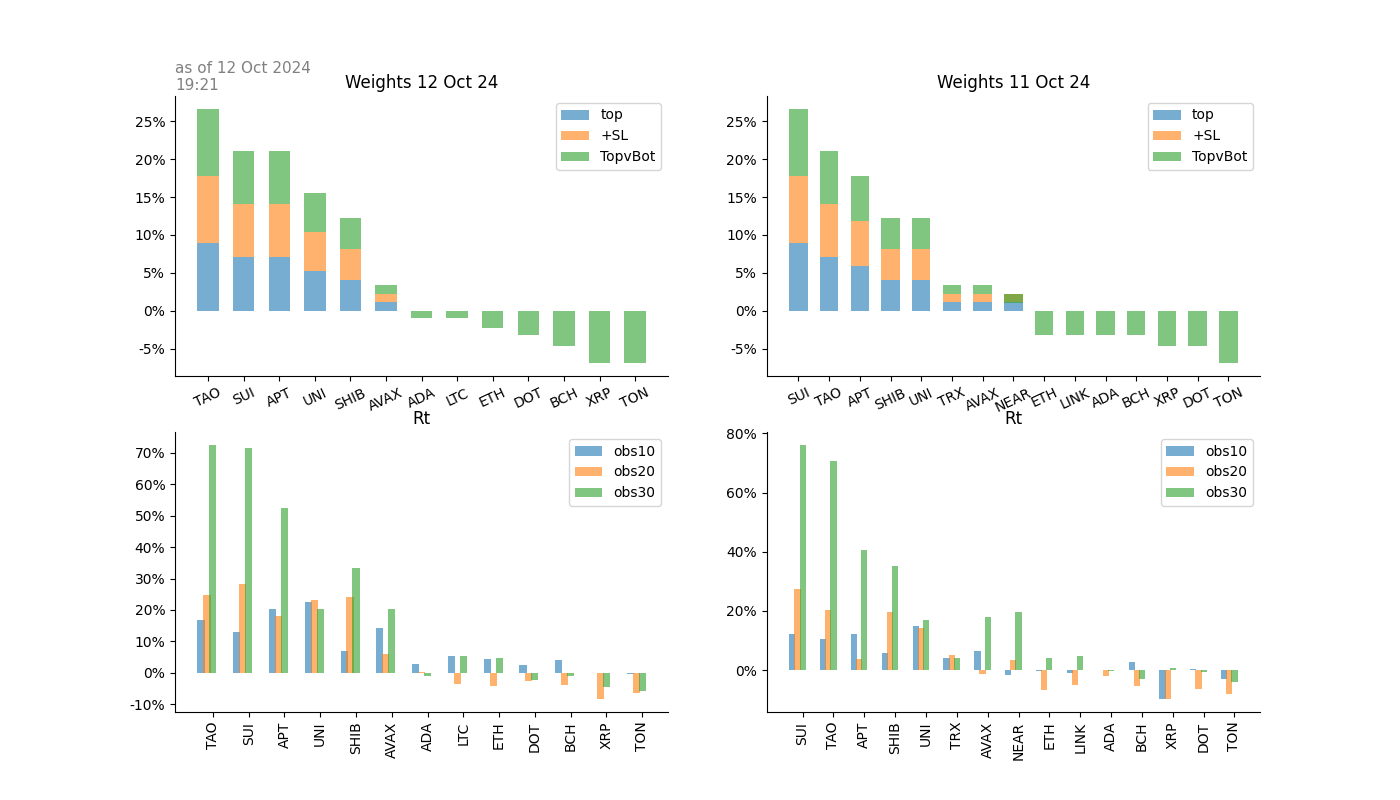 as of 12 Oct 2024
19:21
Weights 12 Oct 24
25%
20%
15%
10%
5%
0%
-5%
top
+SL
TopvBot
TAO SUI APT UNI SHIB AVAX ADA LTC ETH DOT BCH XRP TON
Weights 11 Oct 24
25%
20%
15%
10%
5%
0%
-5%
top
+SL
TopvBot
SUI TAO APT SHIB UNI TRX AVAX NEAR ETH LINK ADA BCH XRP DOT TON
Rt
70%
60%
50%
40%
30%
20%
10%
0%
-10%
obs10
obs20
obs30
TAO SUI APT UNI SHIB AVAX ADA LTC ETH DOT BCH XRP TON
Rt
80%
60%
40%
20%
0%
obs10
obs20
obs30
SUI TAO APT SHIB UNI TRX AVAX NEAR ETH LINK ADA BCH XRP DOT TON